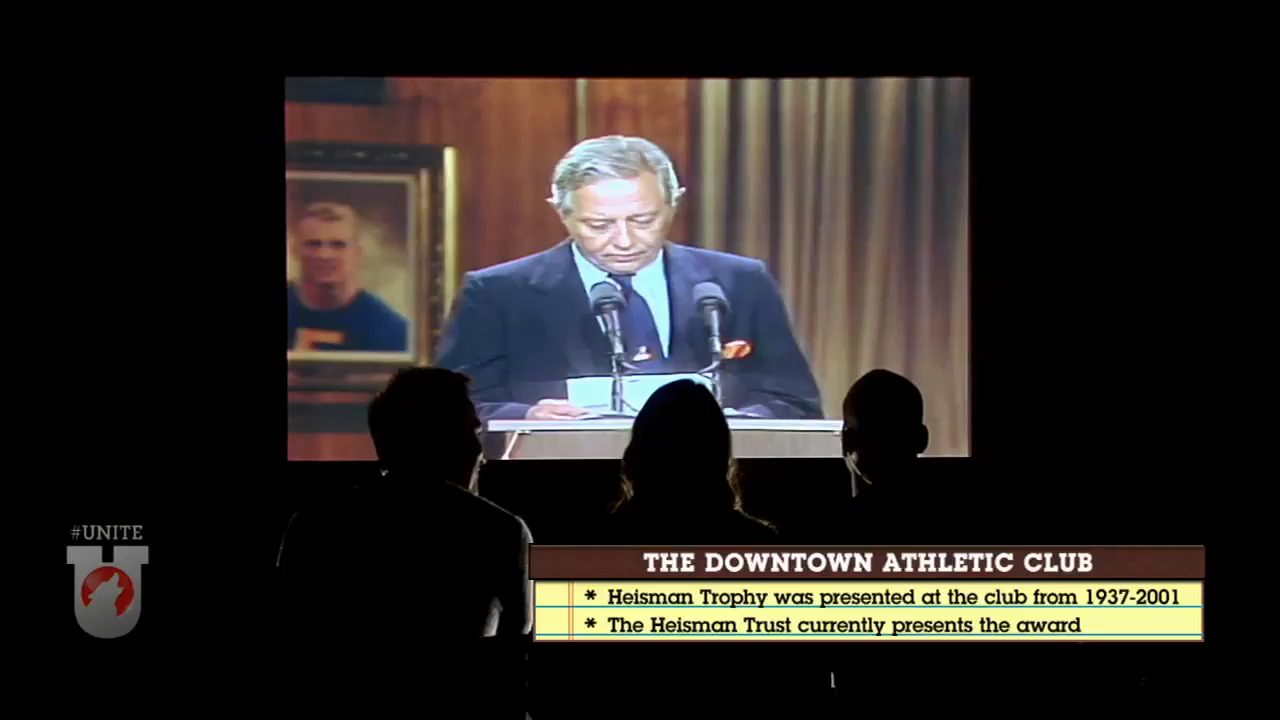 #UNITE
THE DOWNTOWN ATHLETIC CLUB
* Heisman Trophy was presented at the club from 1937-2001
* The Heisman Trust currently presents the award